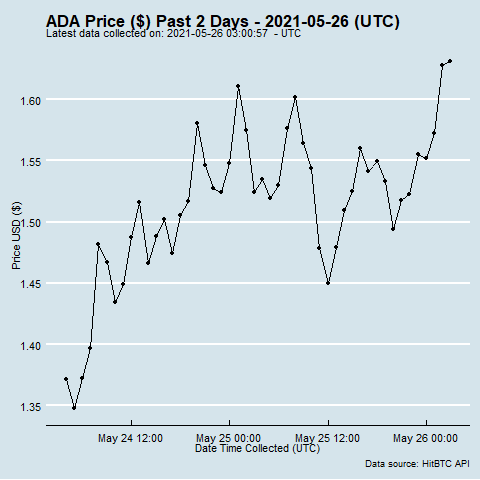 ADA Price ($) Past 2 Days - 2021-05-26 (UTC)
Latest data collected on: 2021-05-26 03:00:57 - UTC
1.60
1.55
1.50
1.45
1.40
1.35
Price USD ($)
May 24 12:00
May 25 00:00
May 25 12:00
May 26 00:00
Date Time Collected (UTC)
Data source: HitBTC API